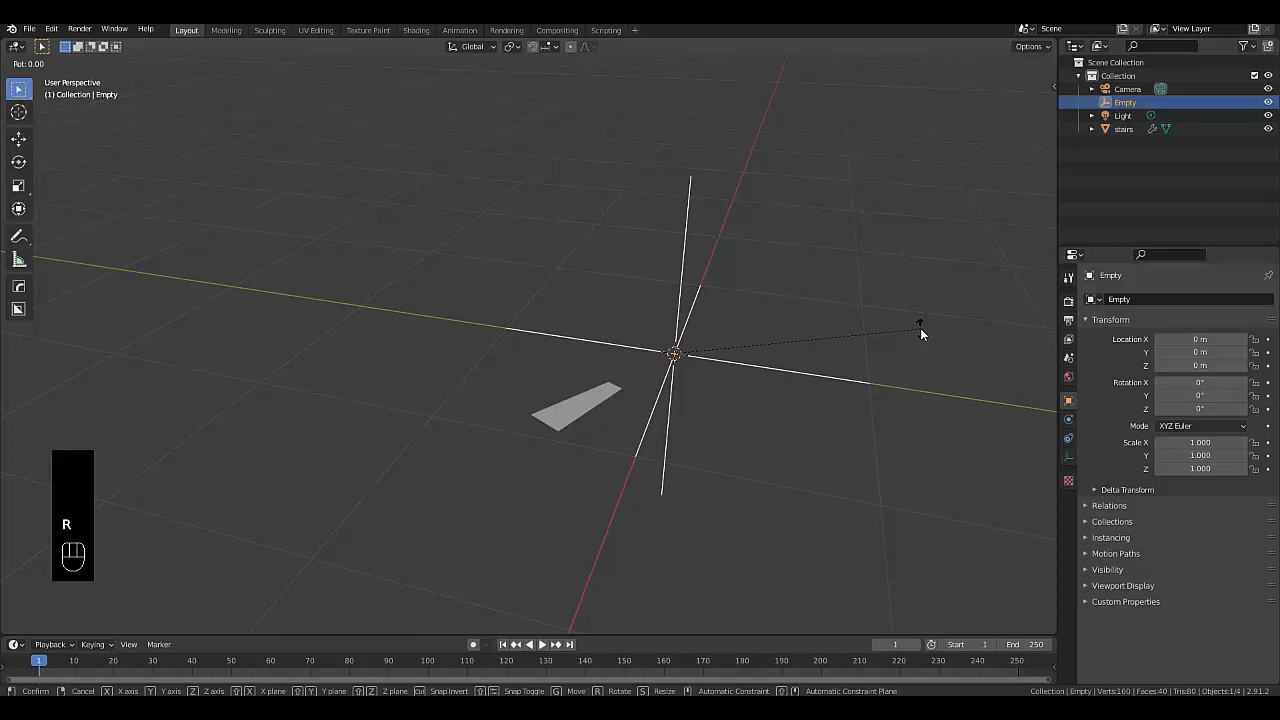 File Edit Render Window Help Layout Modeling Sculpting UV Editing Texture Paint Shading Animation Rendering Compositing Scripting + Scene View Layer
Global Options
Rot: 0.00
User Perspective
(1) Collection | Empty
Scene Collection
Collection
Camera
Empty
Light
stairs
Empty
Empty
Transform
Location X 0 m
Y 0 m
Z 0 m
Rotation X 0°
Y 0°
Z 0°
Mode XYZ Euler
Scale X 1.000
Y 1.000
Z 1.000
Delta Transform
Relations
Collections
Instancing
Motion Paths
Visibility
Viewport Display
Custom Properties
R
Playback Keying View Marker 1 Start 1 End 250
1 10 20 30 40 50 60 70 80 90 100 110 120 130 140 150 160 170 180 190 200 210 220 230 240 250
Confirm Cancel X X axis Y Y axis Z Z axis X X plane Y Y plane Z Z plane Snap Invert Snap Toggle G Move R Rotate S Resize Automatic Constraint Automatic Constraint Plane Collection | Empty | Verts:160 | Faces:40 | Tris:80 | Objects:1/4 | 2.91.2